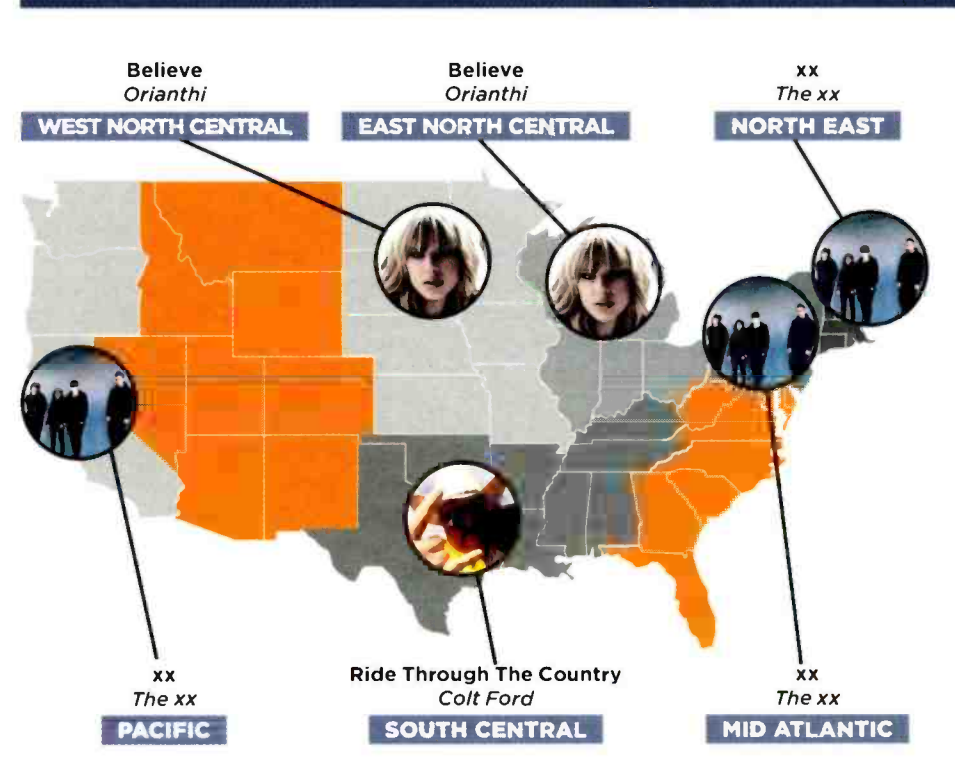 Believe
Orianthi
WEST NORTH CENTRAL
Believe
Orianthi
EAST NORTH CENTRAL
xx
The xx
NORTH EAST
xx
The xx
PACIFIC
Ride Through The Country
Colt Ford
SOUTH CENTRAL
xx
The xx
MID ATLANTIC